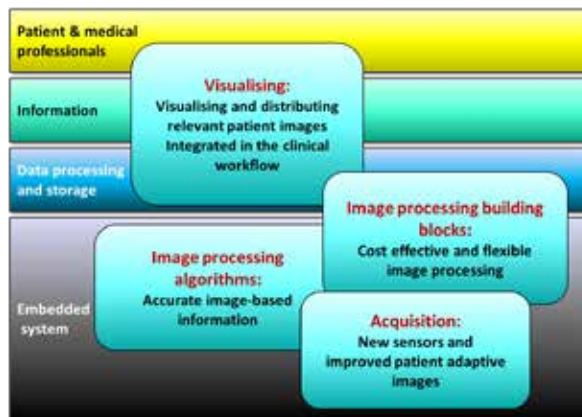 Patient & medical
professionals
Visualising:
Visualising and distributing
relevant patient images
Integrated in the clinical
workflow
Information
Data processing
and storage
Image processing building
blocks:
Cost effective and flexible
image processing
Image processing
algorithms:
Accurate image-based
information
Embedded
system
Acquisition:
New sensors and
improved patient adaptive
images